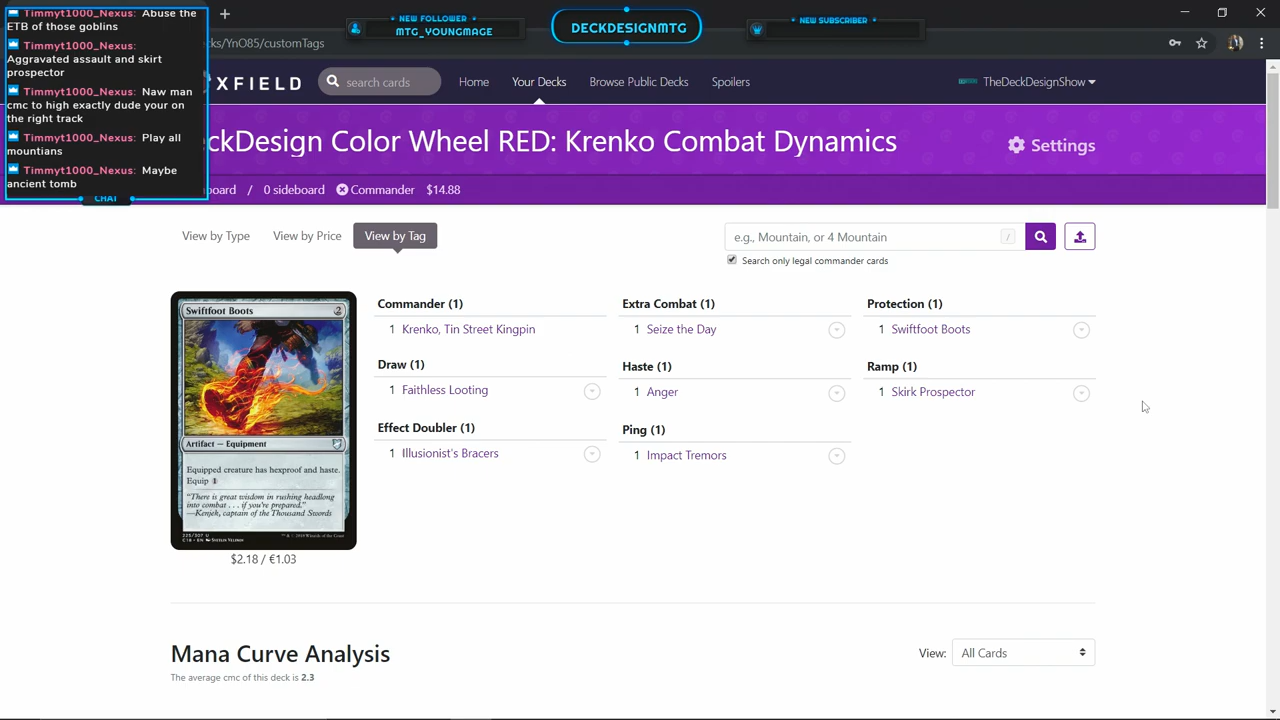 Timmyt1000_Nexus: Abuse the
ETB of those goblins
Timmyt1000_Nexus:
Aggravated assault and skirt
prospector
Timmyt1000_Nexus: Naw man
cmc to high exactly dude your on
the right track
Timmyt1000_Nexus: Play all
mountians
Timmyt1000_Nexus: Maybe
ancient tomb
CHAT
NEW FOLLOWER
MTG_YOUNGMAGE
DECKDESIGNMTG
NEW SUBSCRIBER
cks/YnO85/customTags
XFIELD
search cards
Home
Your Decks
Browse Public Decks
Spoilers
TheDeckDesignShow
ckDesign Color Wheel RED: Krenko Combat Dynamics
Settings
board / 0 sideboard
Commander
$14.88
View by Type
View by Price
View by Tag
e.g., Mountain, or 4 Mountain
/
Search only legal commander cards
Swiftfoot Boots 2
Artifact — Equipment
Equipped creature has hexproof and haste.
Equip 1
"There is great wisdom in rushing headlong
into combat . . . if you're prepared."
—Kenjeh, captain of the Thousand Swords
$2.18 / €1.03
Commander (1)
1 Krenko, Tin Street Kingpin
Draw (1)
1 Faithless Looting
Effect Doubler (1)
1 Illusionist's Bracers
Extra Combat (1)
1 Seize the Day
Haste (1)
1 Anger
Ping (1)
1 Impact Tremors
Protection (1)
1 Swiftfoot Boots
Ramp (1)
1 Skirk Prospector
Mana Curve Analysis
The average cmc of this deck is 2.3
View:
All Cards